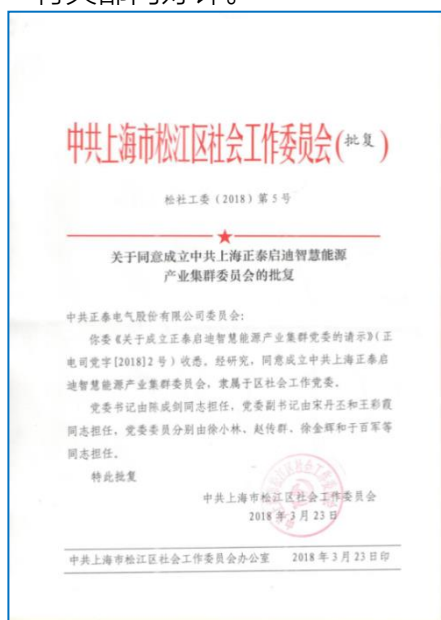 中共上海市松江区社会工作委员会(批复)
松社工委（2018）第5号
关于同意成立中共上海正泰启迪智慧能源
产业集群委员会的批复
中共正泰电气股份有限公司委员会:
你委《关于成立正泰启迪智慧能源产业集群党委的请示》(正
电司党字[2018]2号)收悉。经研究，同意成立中共上海正泰启
迪智慧能源产业集群委员会，隶属于区社会工作党委。
党委书记由陈成剑同志担任，党委副书记由宋丹丕和王彩霞
同志担任，党委委员分别由徐小林、赵传群、徐金辉和于百军等
同志担任。
特此批复
中共上海市松江区社会工作委员会
2018年3月23日
中共上海市松江区社会工作委员会办公室 2018年3月23日印